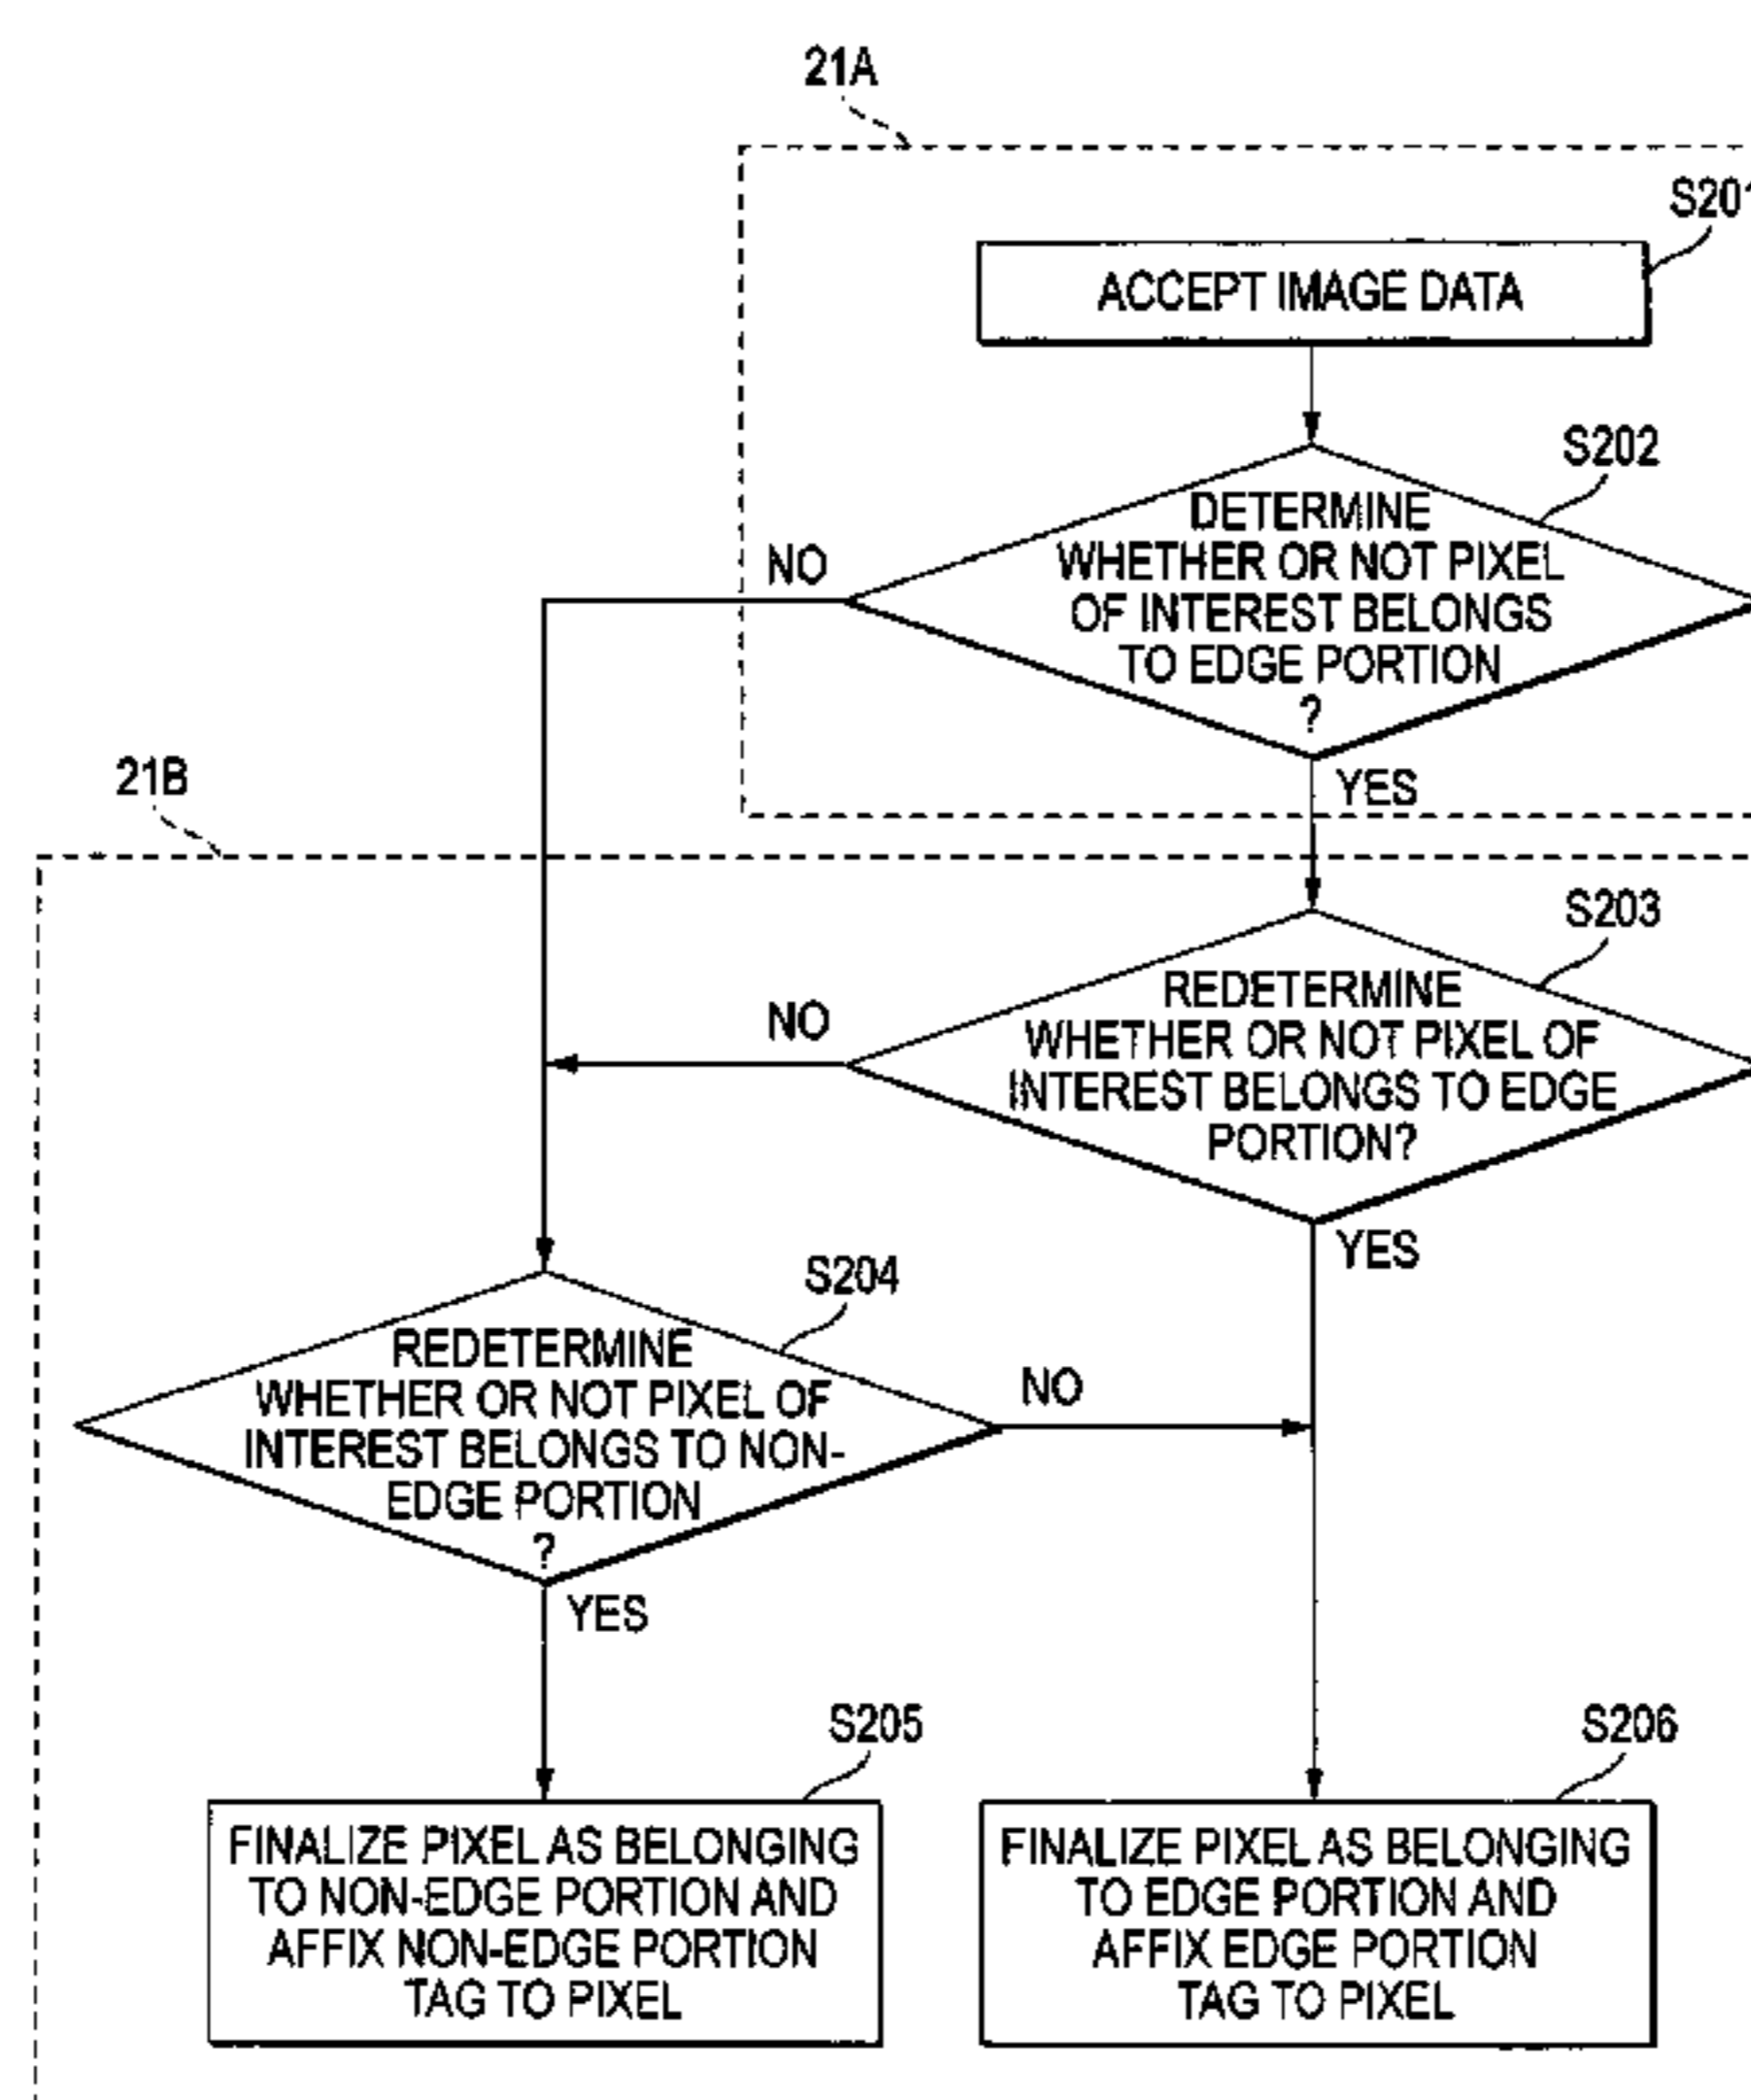 21A
S201
ACCEPT IMAGE DATA
S202
DETERMINE
WHETHER OR NOT PIXEL
OF INTEREST BELONGS
TO EDGE PORTION
?
NO
YES
21B
S203
REDETERMINE
WHETHER OR NOT PIXEL OF
INTEREST BELONGS TO EDGE
PORTION?
NO
YES
S204
REDETERMINE
WHETHER OR NOT PIXEL OF
INTEREST BELONGS TO NON-
EDGE PORTION
?
NO
YES
S205
FINALIZE PIXEL AS BELONGING
TO NON-EDGE PORTION AND
AFFIX NON-EDGE PORTION
TAG TO PIXEL
S206
FINALIZE PIXEL AS BELONGING
TO EDGE PORTION AND
AFFIX EDGE PORTION
TAG TO PIXEL